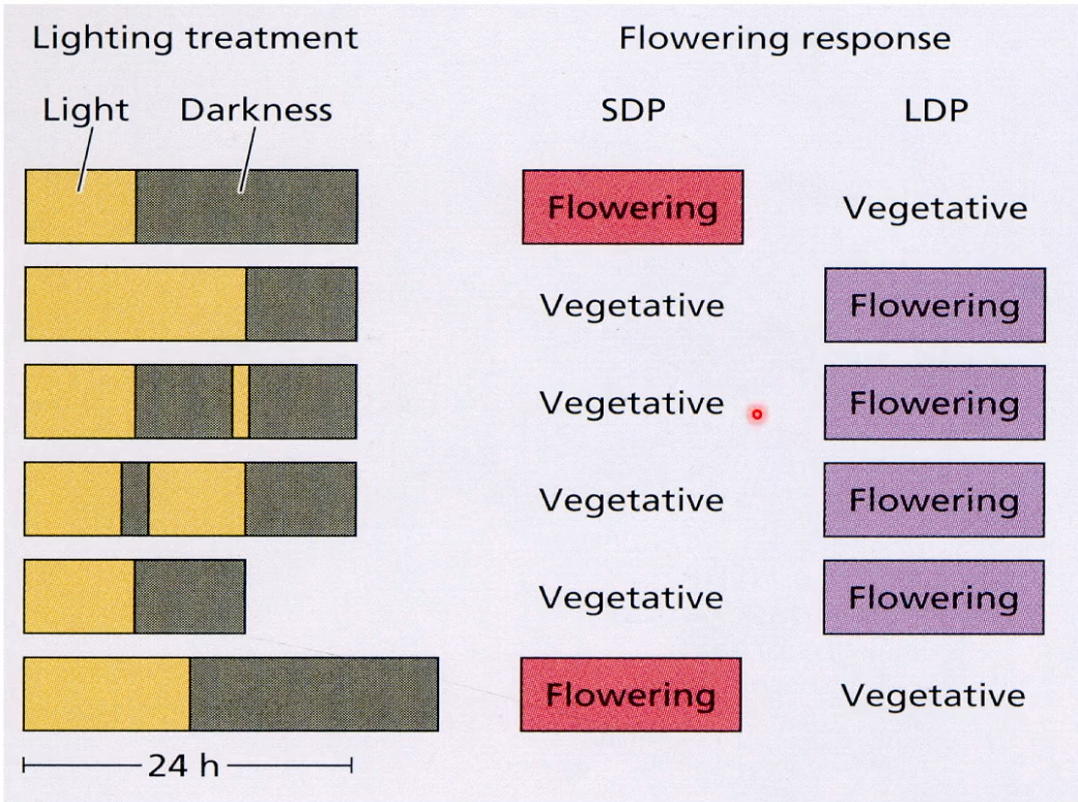 Lighting treatment Flowering response
Light Darkness SDP LDP
Flowering Vegetative
Vegetative Flowering
Vegetative Flowering
Vegetative Flowering
Vegetative Flowering
Flowering Vegetative
24 h